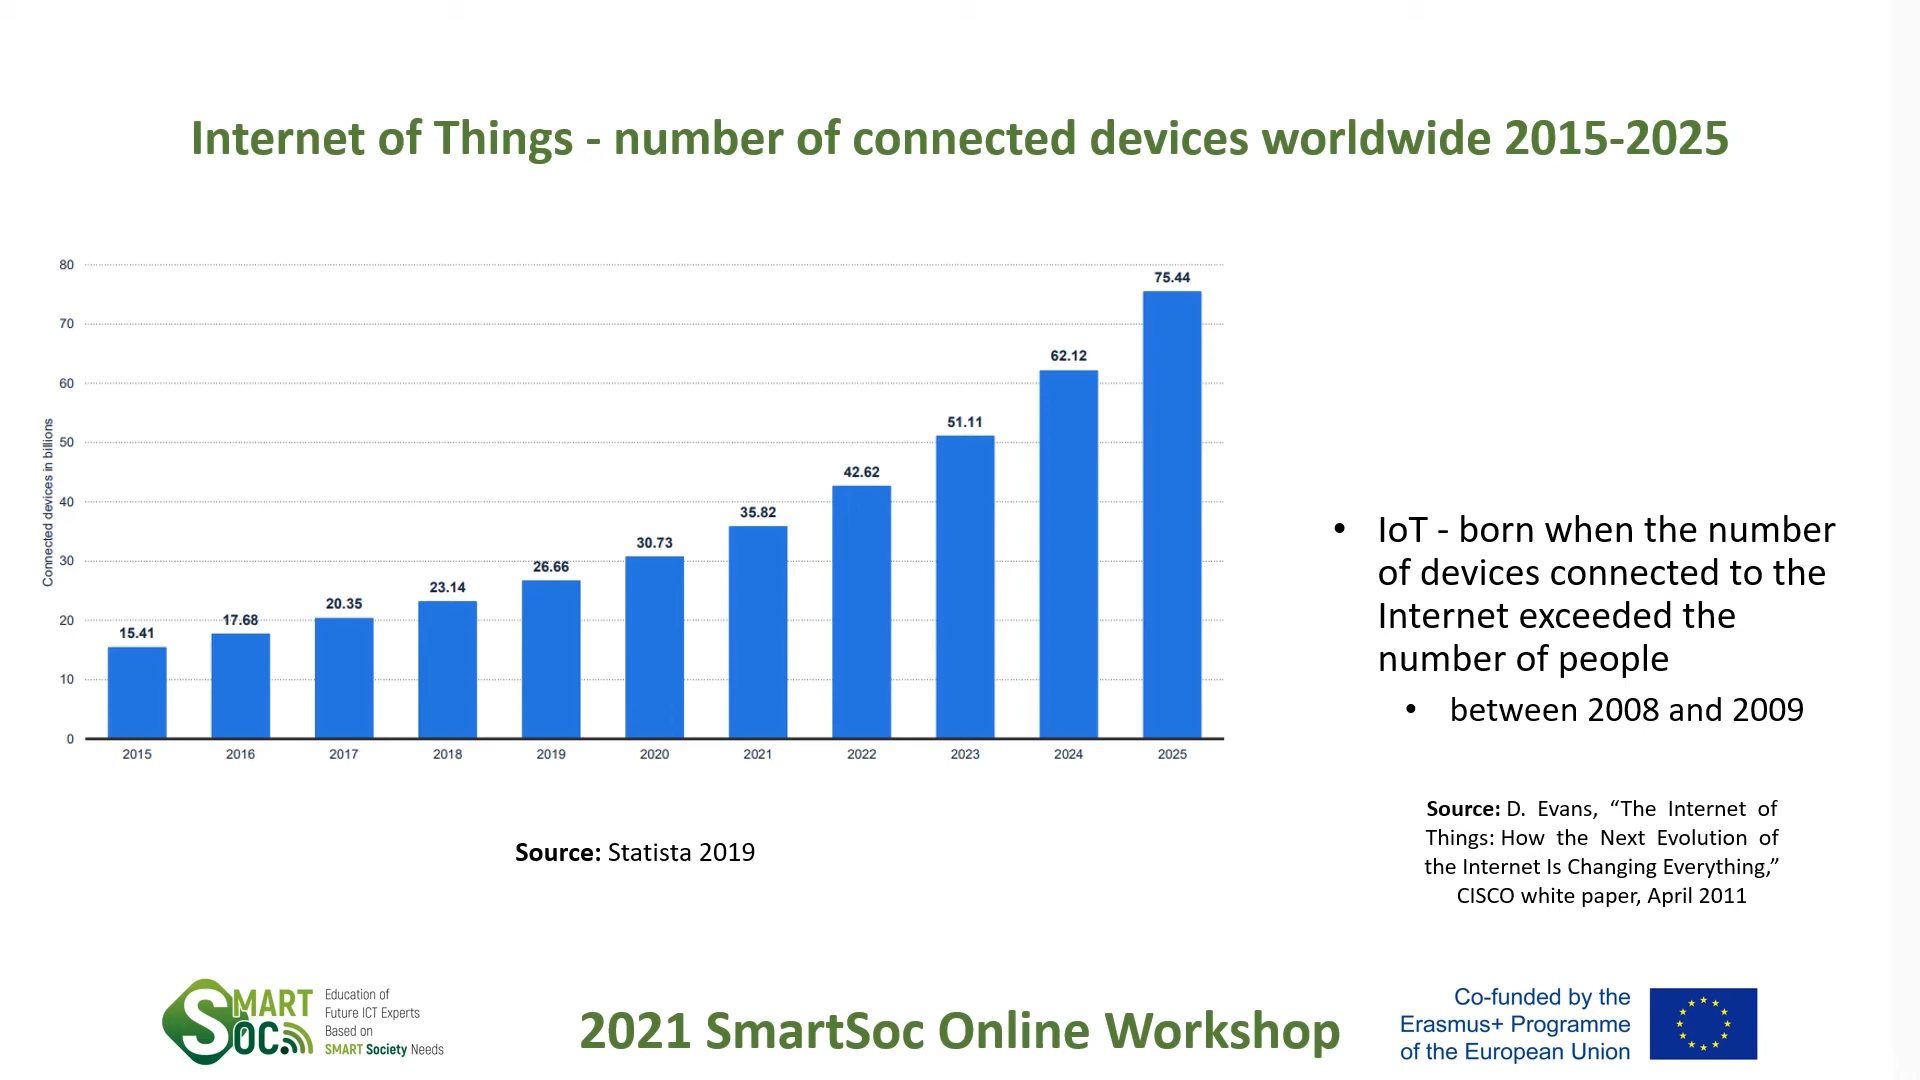 Internet of Things - number of connected devices worldwide 2015-2025
Connected devices in billions
80
70
60
50
40
30
20
10
0
15.41
17.68
20.35
23.14
26.66
30.73
35.82
42.62
51.11
62.12
75.44
2015 2016 2017 2018 2019 2020 2021 2022 2023 2024 2025
Source: Statista 2019
• IoT - born when the number
of devices connected to the
Internet exceeded the
number of people
• between 2008 and 2009
Source: D. Evans, “The Internet of
Things: How the Next Evolution of
the Internet Is Changing Everything,”
CISCO white paper, April 2011
SMART
SOC
Education of
Future ICT Experts
Based on
SMART Society Needs
2021 SmartSoc Online Workshop
Co-funded by the
Erasmus+ Programme
of the European Union